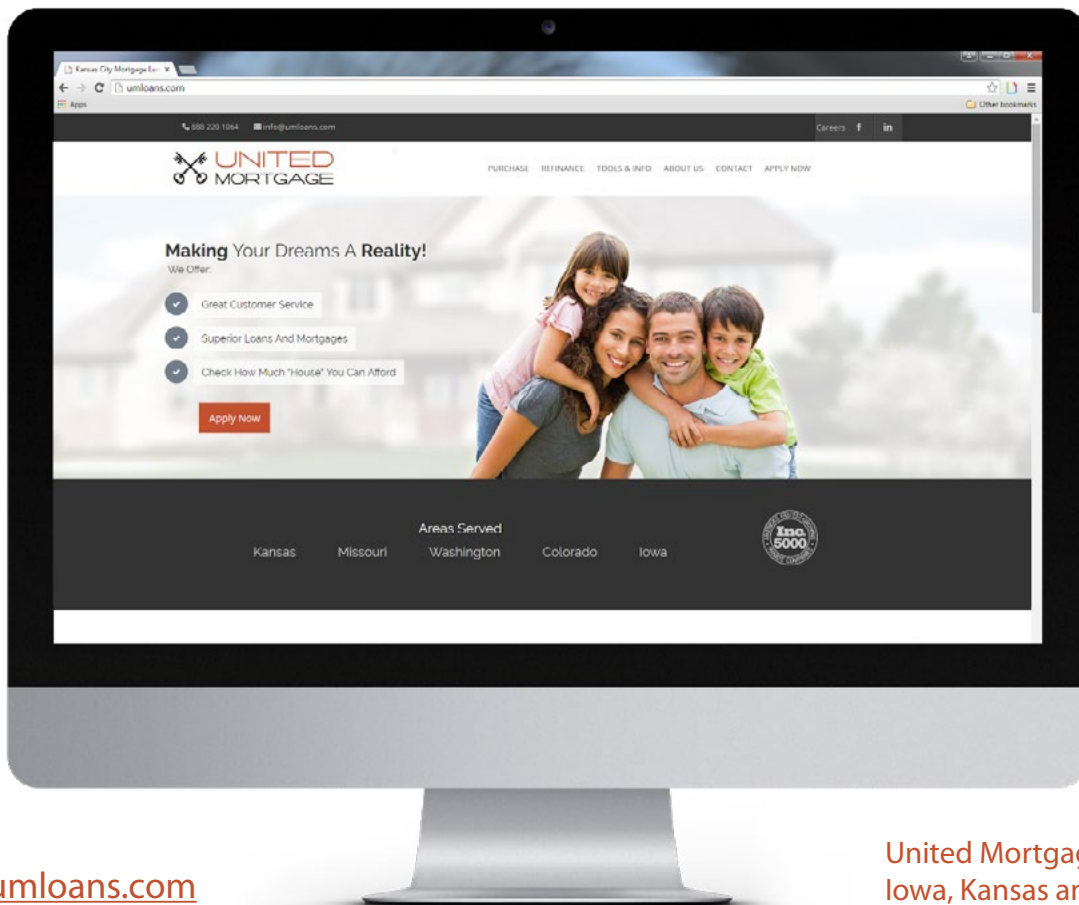 Kansas City Mortgage Len
umloans.com
Apps
Other bookmarks
888 220 1064 info@umloans.com
Careers f in
UNITED
MORTGAGE
PURCHASE REFINANCE TOOLS & INFO ABOUT US CONTACT APPLY NOW
Making Your Dreams A Reality!
We Offer:
Great Customer Service
Superior Loans And Mortgages
Check How Much "House" You Can Afford
Apply Now
Areas Served
Kansas Missouri Washington Colorado Iowa
Inc.
5000
umloans.com
United Mortgag
Iowa, Kansas an